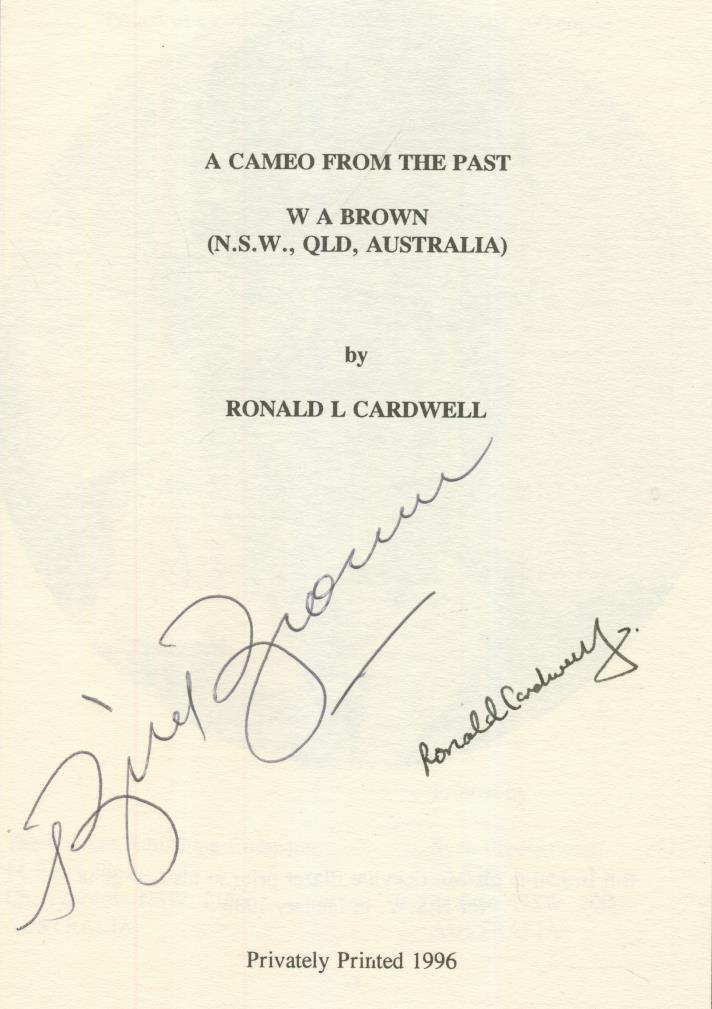 A CAMEO FROM THE PAST
W A BROWN
(N.S.W., QLD, AUSTRALIA)
by
RONALD L CARDWELL
Bill Brown
Ronald Cardwell
Privately Printed 1996